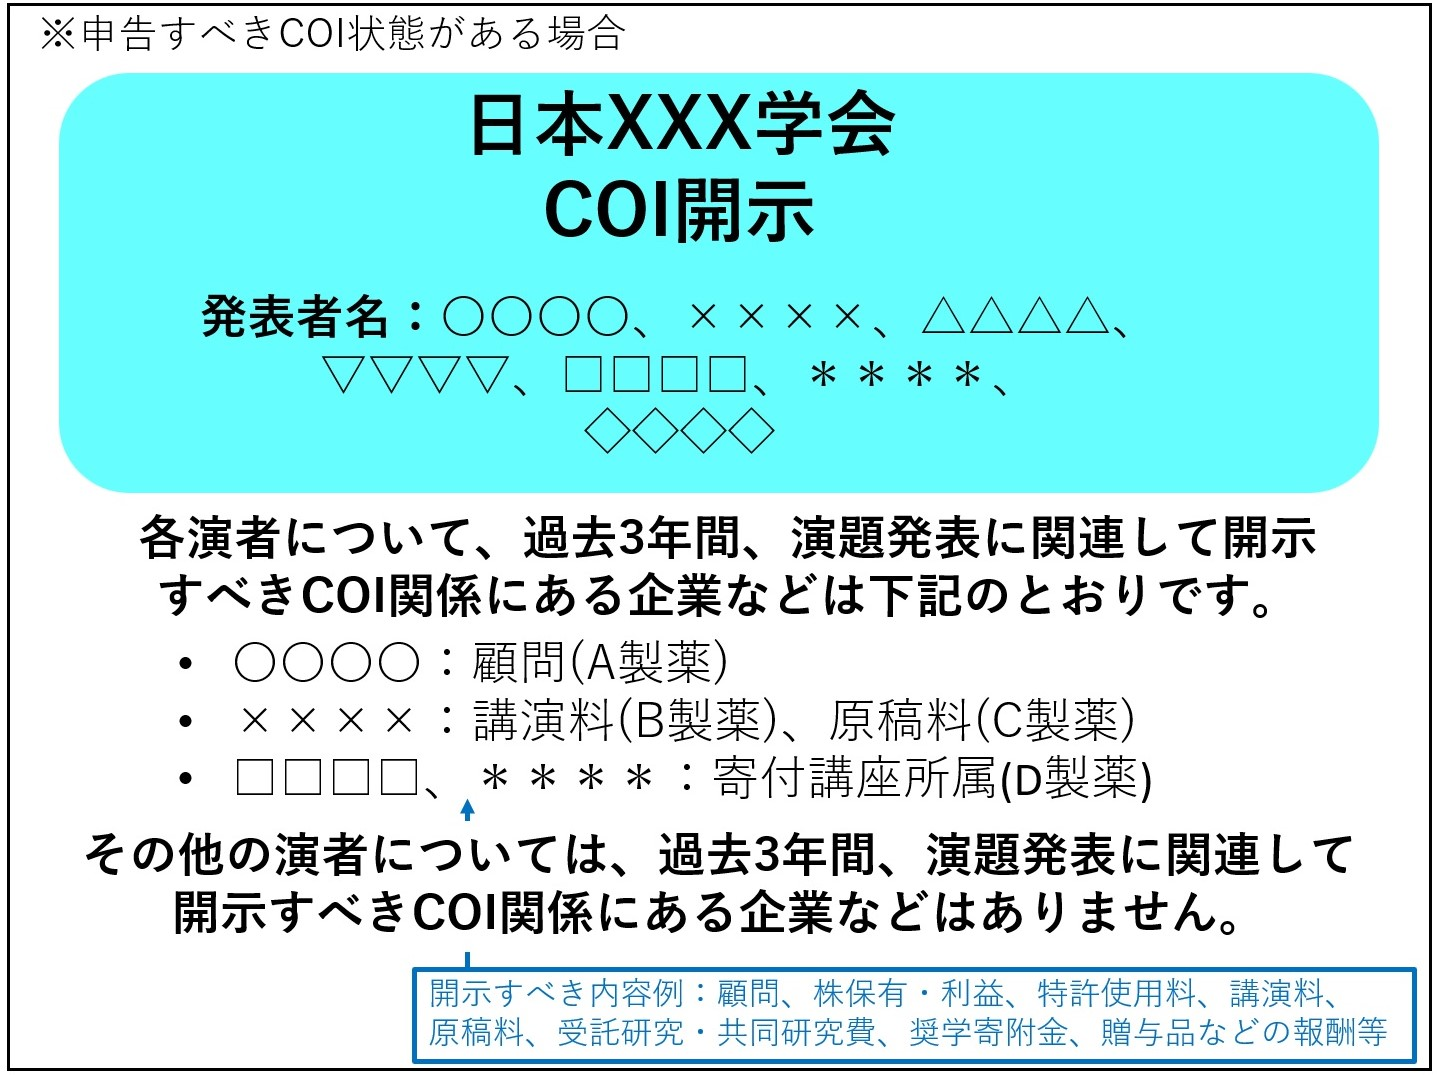 ※申告すべきCOI状態がある場合
日本XXX学会
COI開示
発表者名：〇〇〇〇、××××、△△△△、
▽▽▽▽、□□□□、＊＊＊＊、
◇◇◇◇
各演者について、過去3年間、演題発表に関連して開示
すべきCOI関係にある企業などは下記のとおりです。
• 〇〇〇〇：顧問(A製薬)
• ××××：講演料(B製薬)、原稿料(C製薬)
• □□□□、＊＊＊＊：寄付講座所属(D製薬)
その他の演者については、過去3年間、演題発表に関連して
開示すべきCOI関係にある企業などはありません。
開示すべき内容例：顧問、株保有・利益、特許使用料、講演料、
原稿料、受託研究・共同研究費、奨学寄附金、贈与品などの報酬等